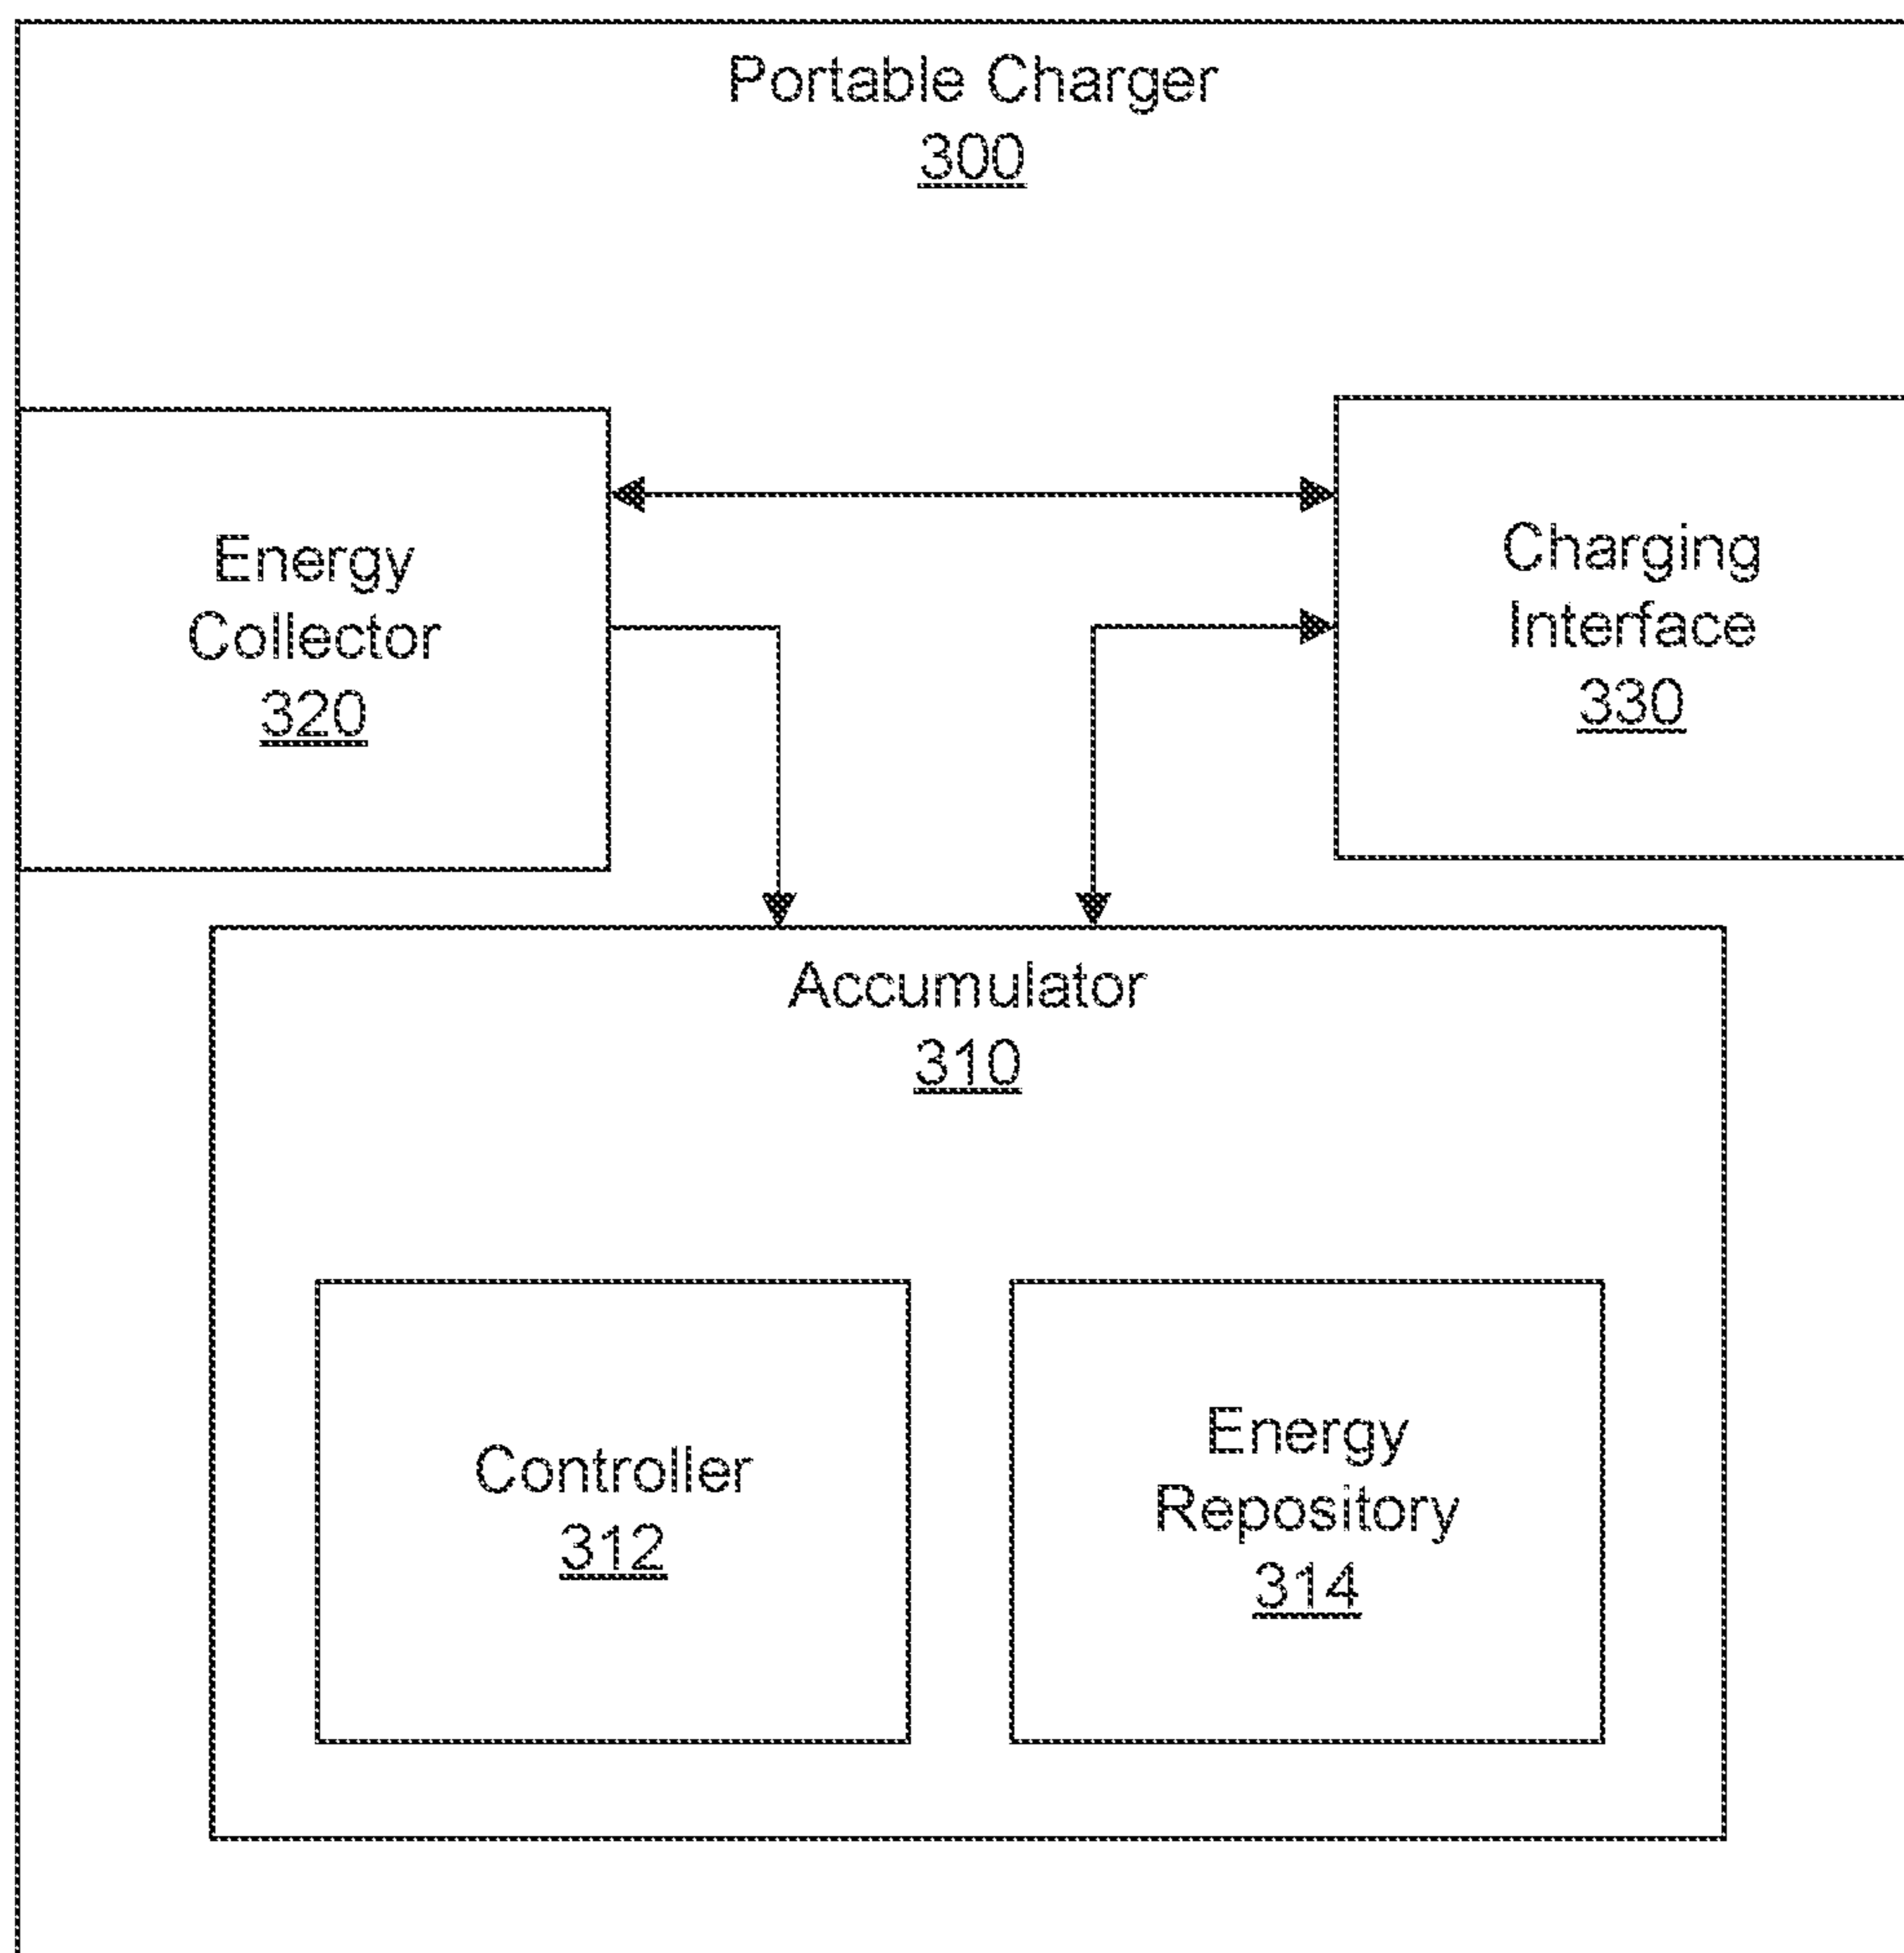 Portable Charger
300
Energy
Collector
320
Charging
Interface
330
Accumulator
310
Controller
312
Energy
Repository
314